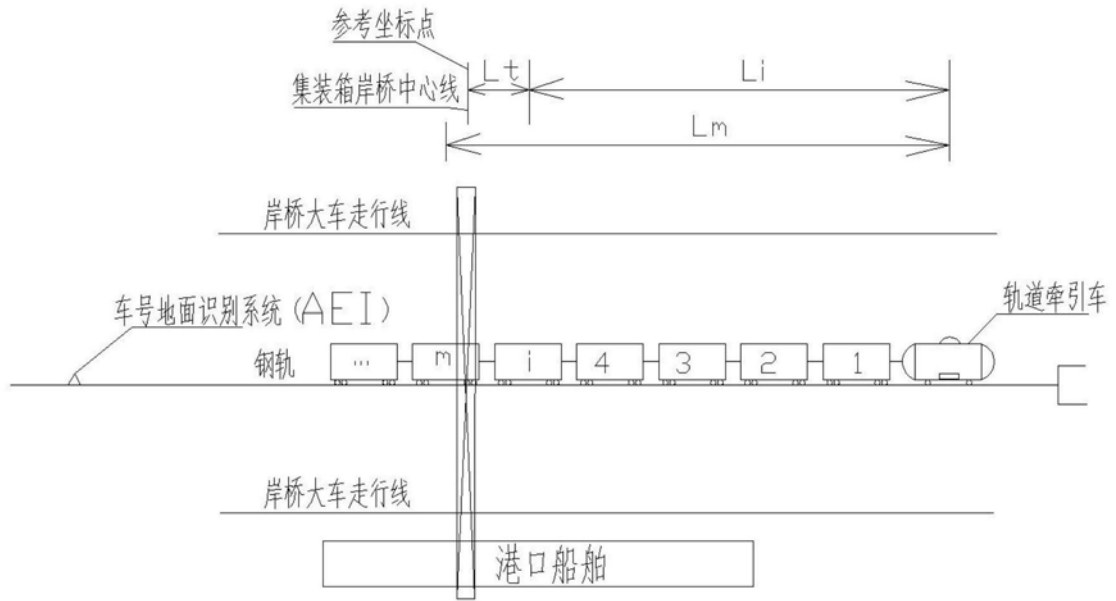 参考坐标点
Lt
Li
集装箱岸桥中心线
Lm
岸桥大车走行线
车号地面识别系统(AEI)
轨道牵引车
钢轨
... m i 4 3 2 1
岸桥大车走行线
港口船舶